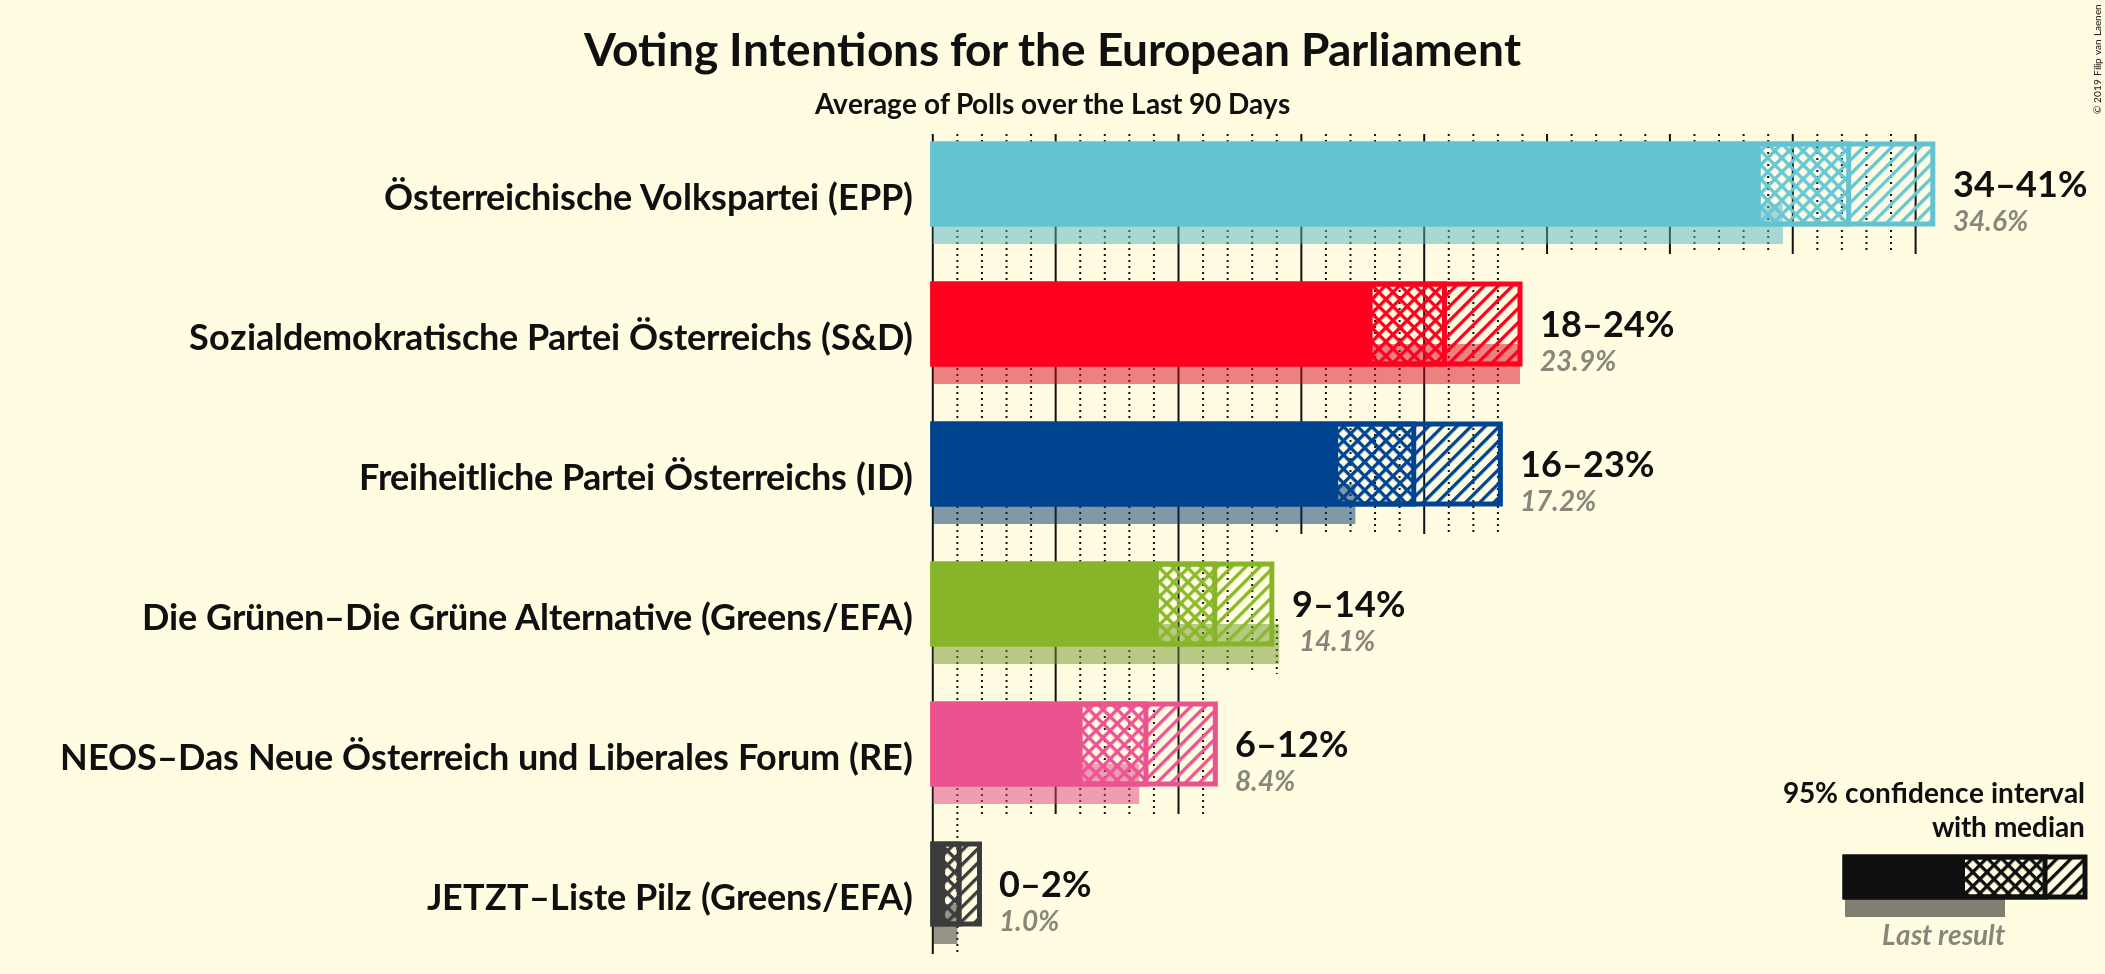 Voting Intentions for the European Parliament
Average of Polls over the Last 90 Days
© 2019 Filip van Laenen
Österreichische Volkspartei (EPP)
34–41%
34.6%
Sozialdemokratische Partei Österreichs (S&D)
18–24%
23.9%
Freiheitliche Partei Österreichs (ID)
16–23%
17.2%
Die Grünen–Die Grüne Alternative (Greens/EFA)
9–14%
14.1%
NEOS–Das Neue Österreich und Liberales Forum (RE)
6–12%
8.4%
JETZT–Liste Pilz (Greens/EFA)
0–2%
1.0%
95% confidence interval
with median
Last result